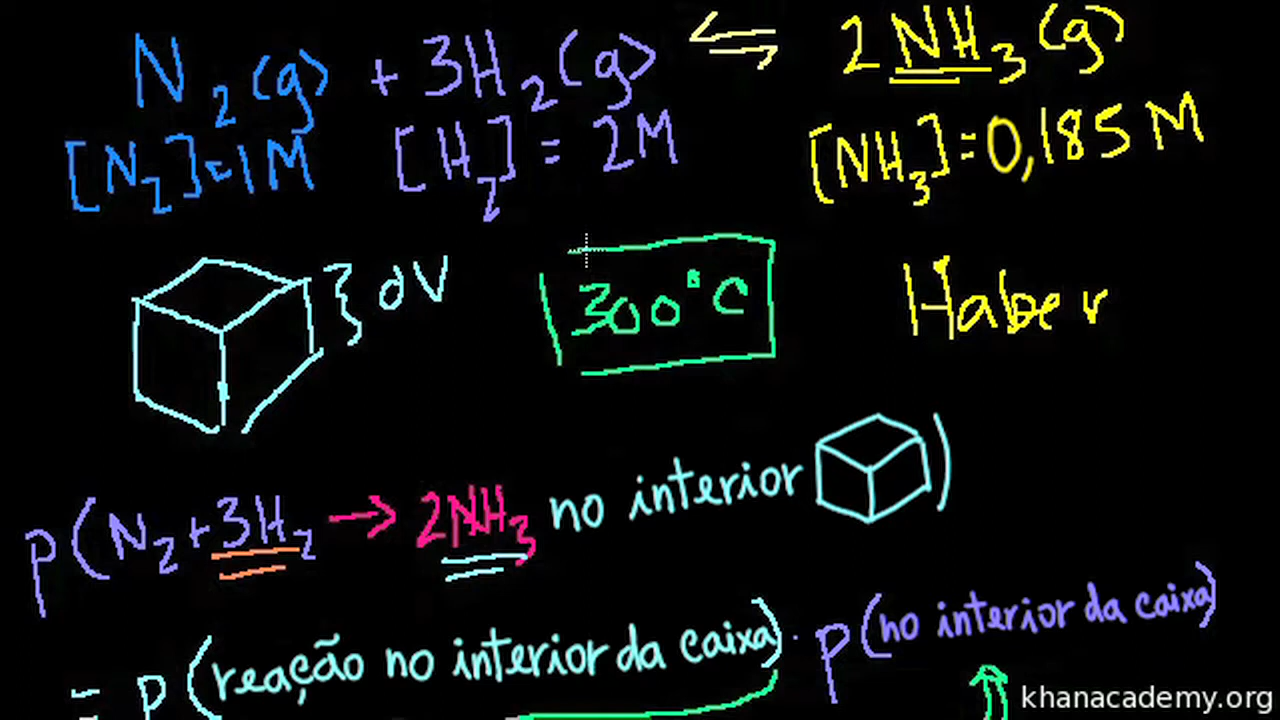 N₂(g) + 3H₂(g) ⇌ 2NH₃(g)
[N₂]=1M [H₂] = 2M [NH₃]=0,185 M
} dV 300°C Haber
P(N₂+3H₂ → 2NH₃ no interior )
= P(reação no interior da caixa) · P(no interior da caixa)
khanacademy.org